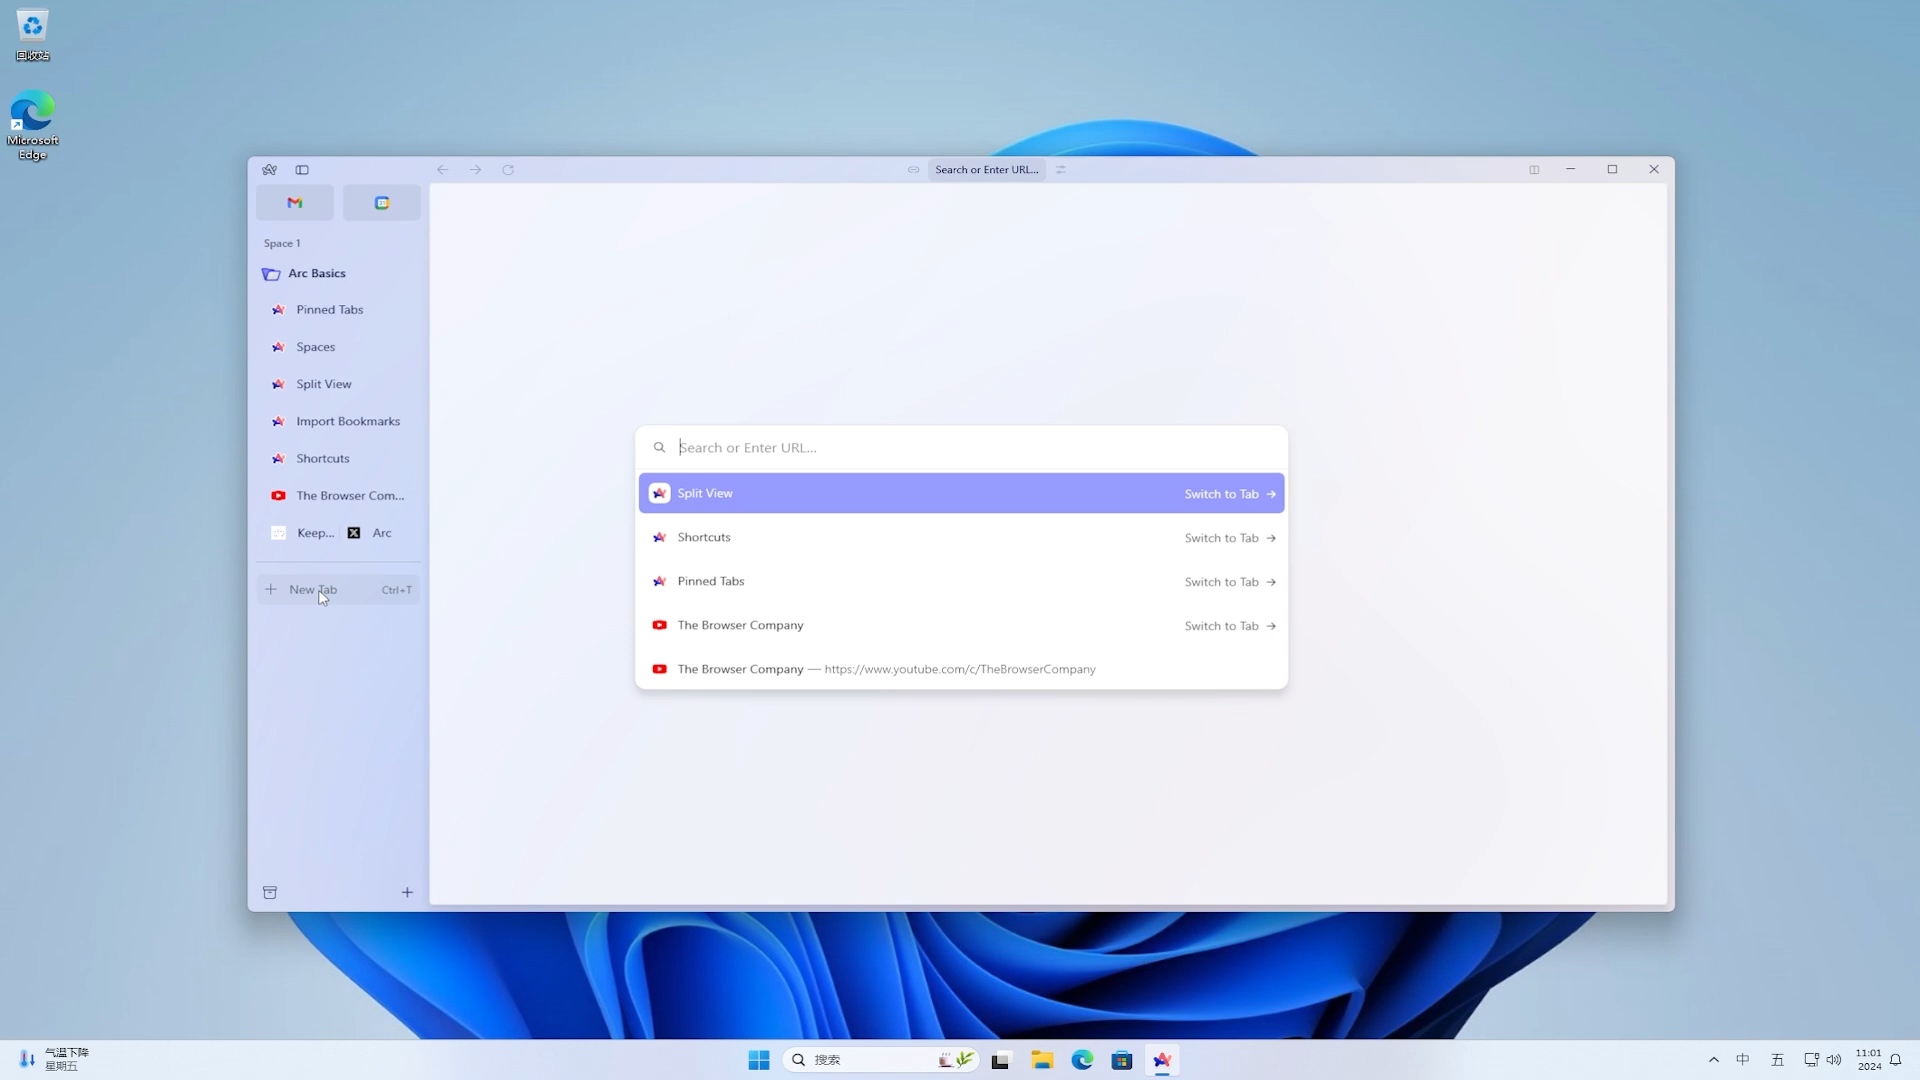 回收站
Microsoft
Edge
Search or Enter URL...
Space 1
Arc Basics
Pinned Tabs
Spaces
Split View
Import Bookmarks
Shortcuts
The Browser Com...
Keep... Arc
New Tab Ctrl+T
Search or Enter URL...
Split View Switch to Tab →
Shortcuts Switch to Tab →
Pinned Tabs Switch to Tab →
The Browser Company Switch to Tab →
The Browser Company — https://www.youtube.com/c/TheBrowserCompany
气温下降
星期五
搜索
中
五
11:01
2024